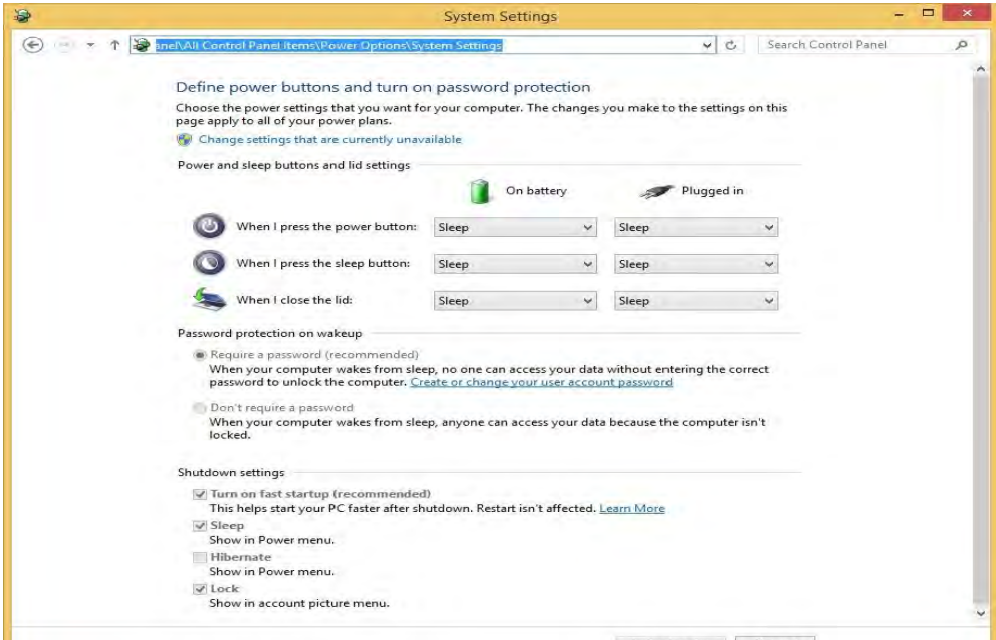 System Settings
anel\All Control Panel Items\Power Options\System Settings
Search Control Panel
Define power buttons and turn on password protection
Choose the power settings that you want for your computer. The changes you make to the settings on this
page apply to all of your power plans.
Change settings that are currently unavailable
Power and sleep buttons and lid settings
On battery Plugged in
When I press the power button: Sleep Sleep
When I press the sleep button: Sleep Sleep
When I close the lid: Sleep Sleep
Password protection on wakeup
Require a password (recommended)
When your computer wakes from sleep, no one can access your data without entering the correct
password to unlock the computer. Create or change your user account password
Don't require a password
When your computer wakes from sleep, anyone can access your data because the computer isn't
locked.
Shutdown settings
Turn on fast startup (recommended)
This helps start your PC faster after shutdown. Restart isn't affected. Learn More
Sleep
Show in Power menu.
Hibernate
Show in Power menu.
Lock
Show in account picture menu.